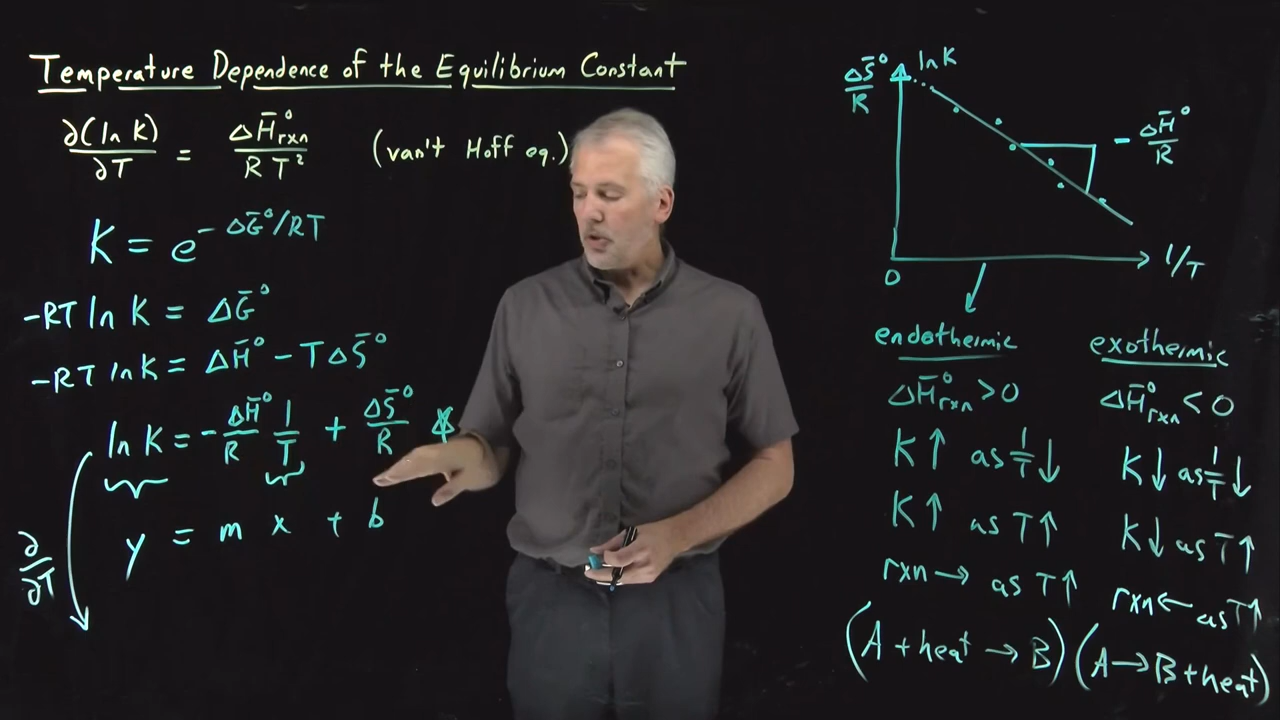 Temperature Dependence of the Equilibrium Constant
∂(ln K)/∂T = ΔH̄°rxn/RT² (van't Hoff eq.)
K = e^(-ΔḠ°/RT)
-RT ln K = ΔḠ°
-RT ln K = ΔH̄° - TΔS̄°
ln K = -ΔH̄°/R 1/T + ΔS̄°/R
y = m x + b
∂/∂T
ΔS̄°/R
ln K
-ΔH̄°/R
0
1/T
endothermic
ΔH̄°rxn > 0
K↑ as 1/T↓
K↑ as T↑
rxn → as T↑
(A + heat → B)
exothermic
ΔH̄°rxn < 0
K↓ as 1/T↓
K↓ as T↑
rxn ← as T↑
(A → B + heat)